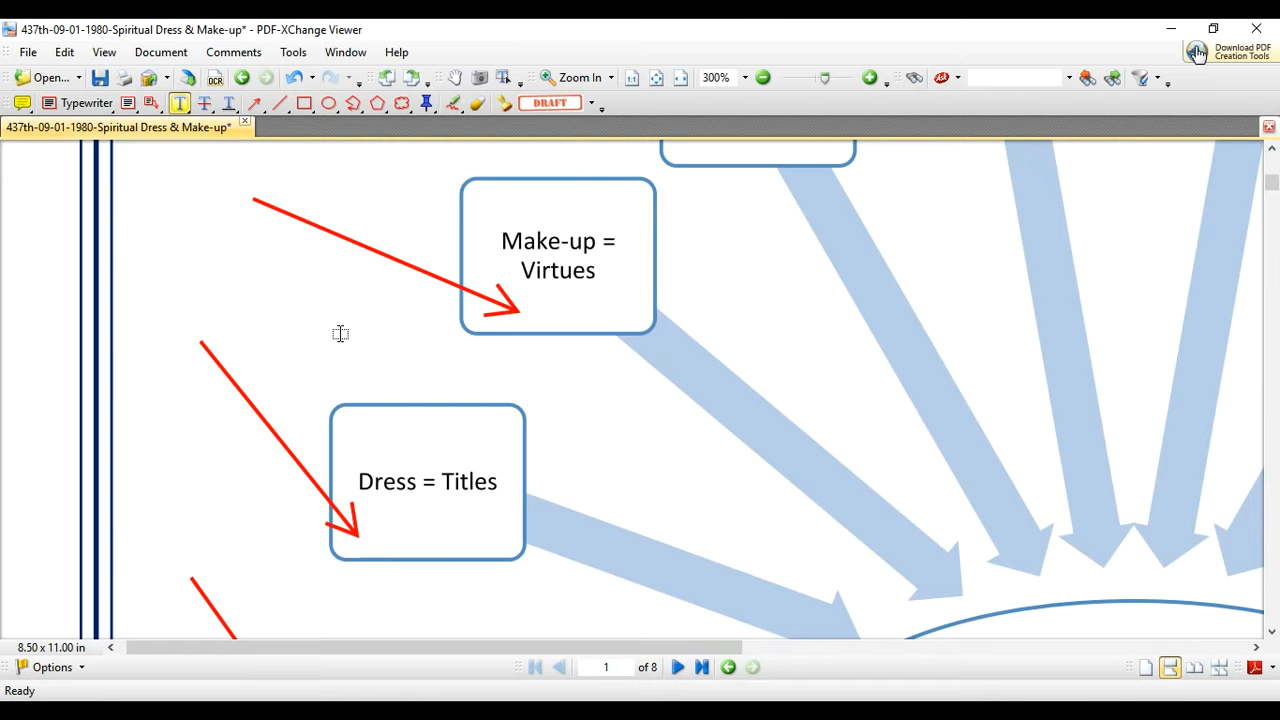 437th-09-01-1980-Spiritual Dress & Make-up* - PDF-XChange Viewer
File Edit View Document Comments Tools Window Help
Download PDF
Creation Tools
Open... OCR Zoom In 300%
Typewriter DRAFT
437th-09-01-1980-Spiritual Dress & Make-up*
Make-up =
Virtues
Dress = Titles
8.50 x 11.00 in
Options 1 of 8
Ready